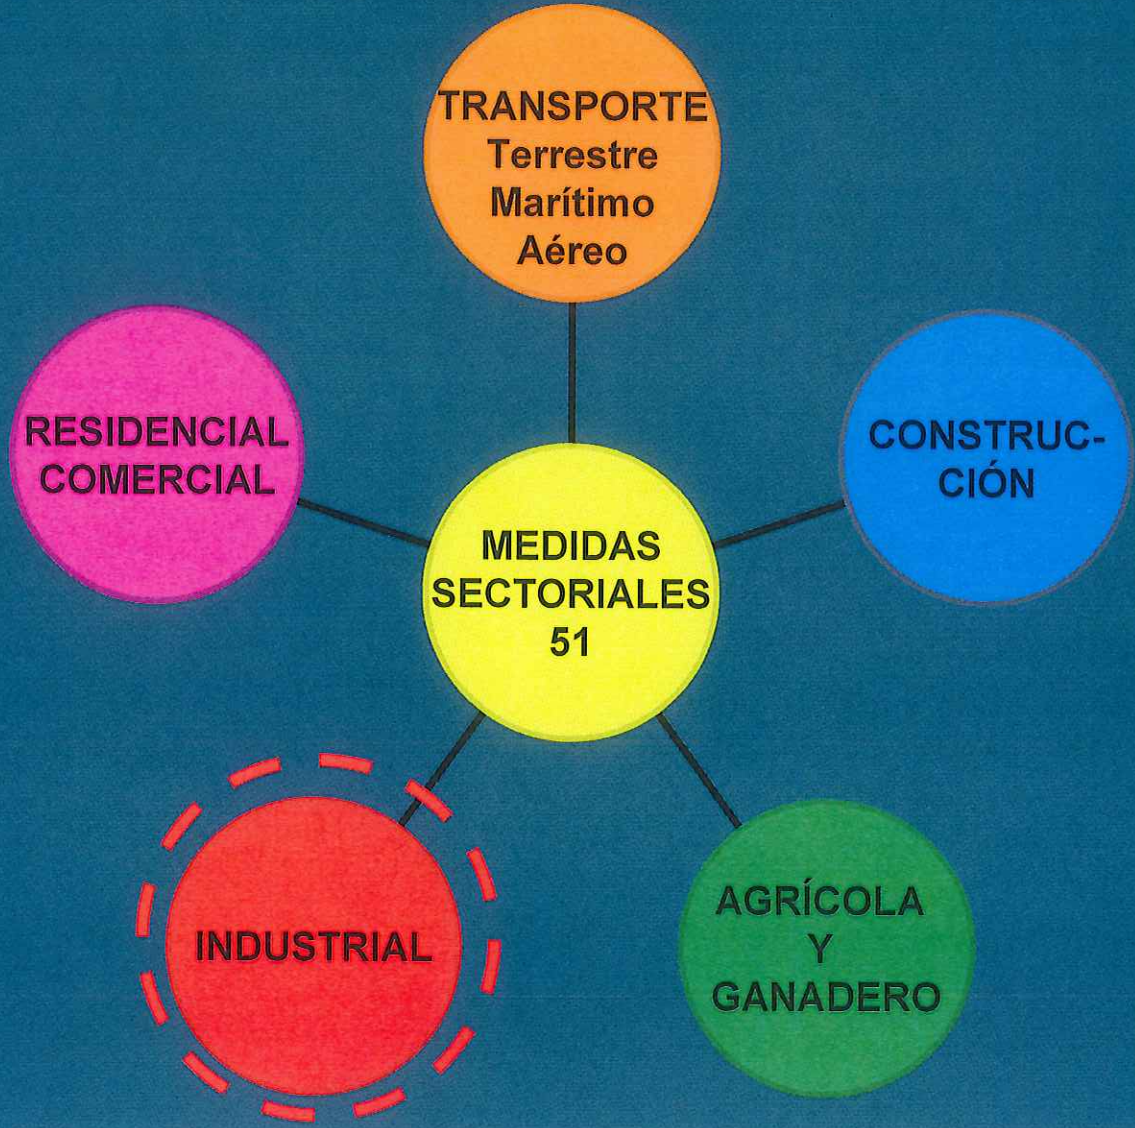 TRANSPORTE
Terrestre
Marítimo
Aéreo
RESIDENCIAL
COMERCIAL
CONSTRUC-
CIÓN
MEDIDAS
SECTORIALES
51
INDUSTRIAL
AGRÍCOLA
Y
GANADERO